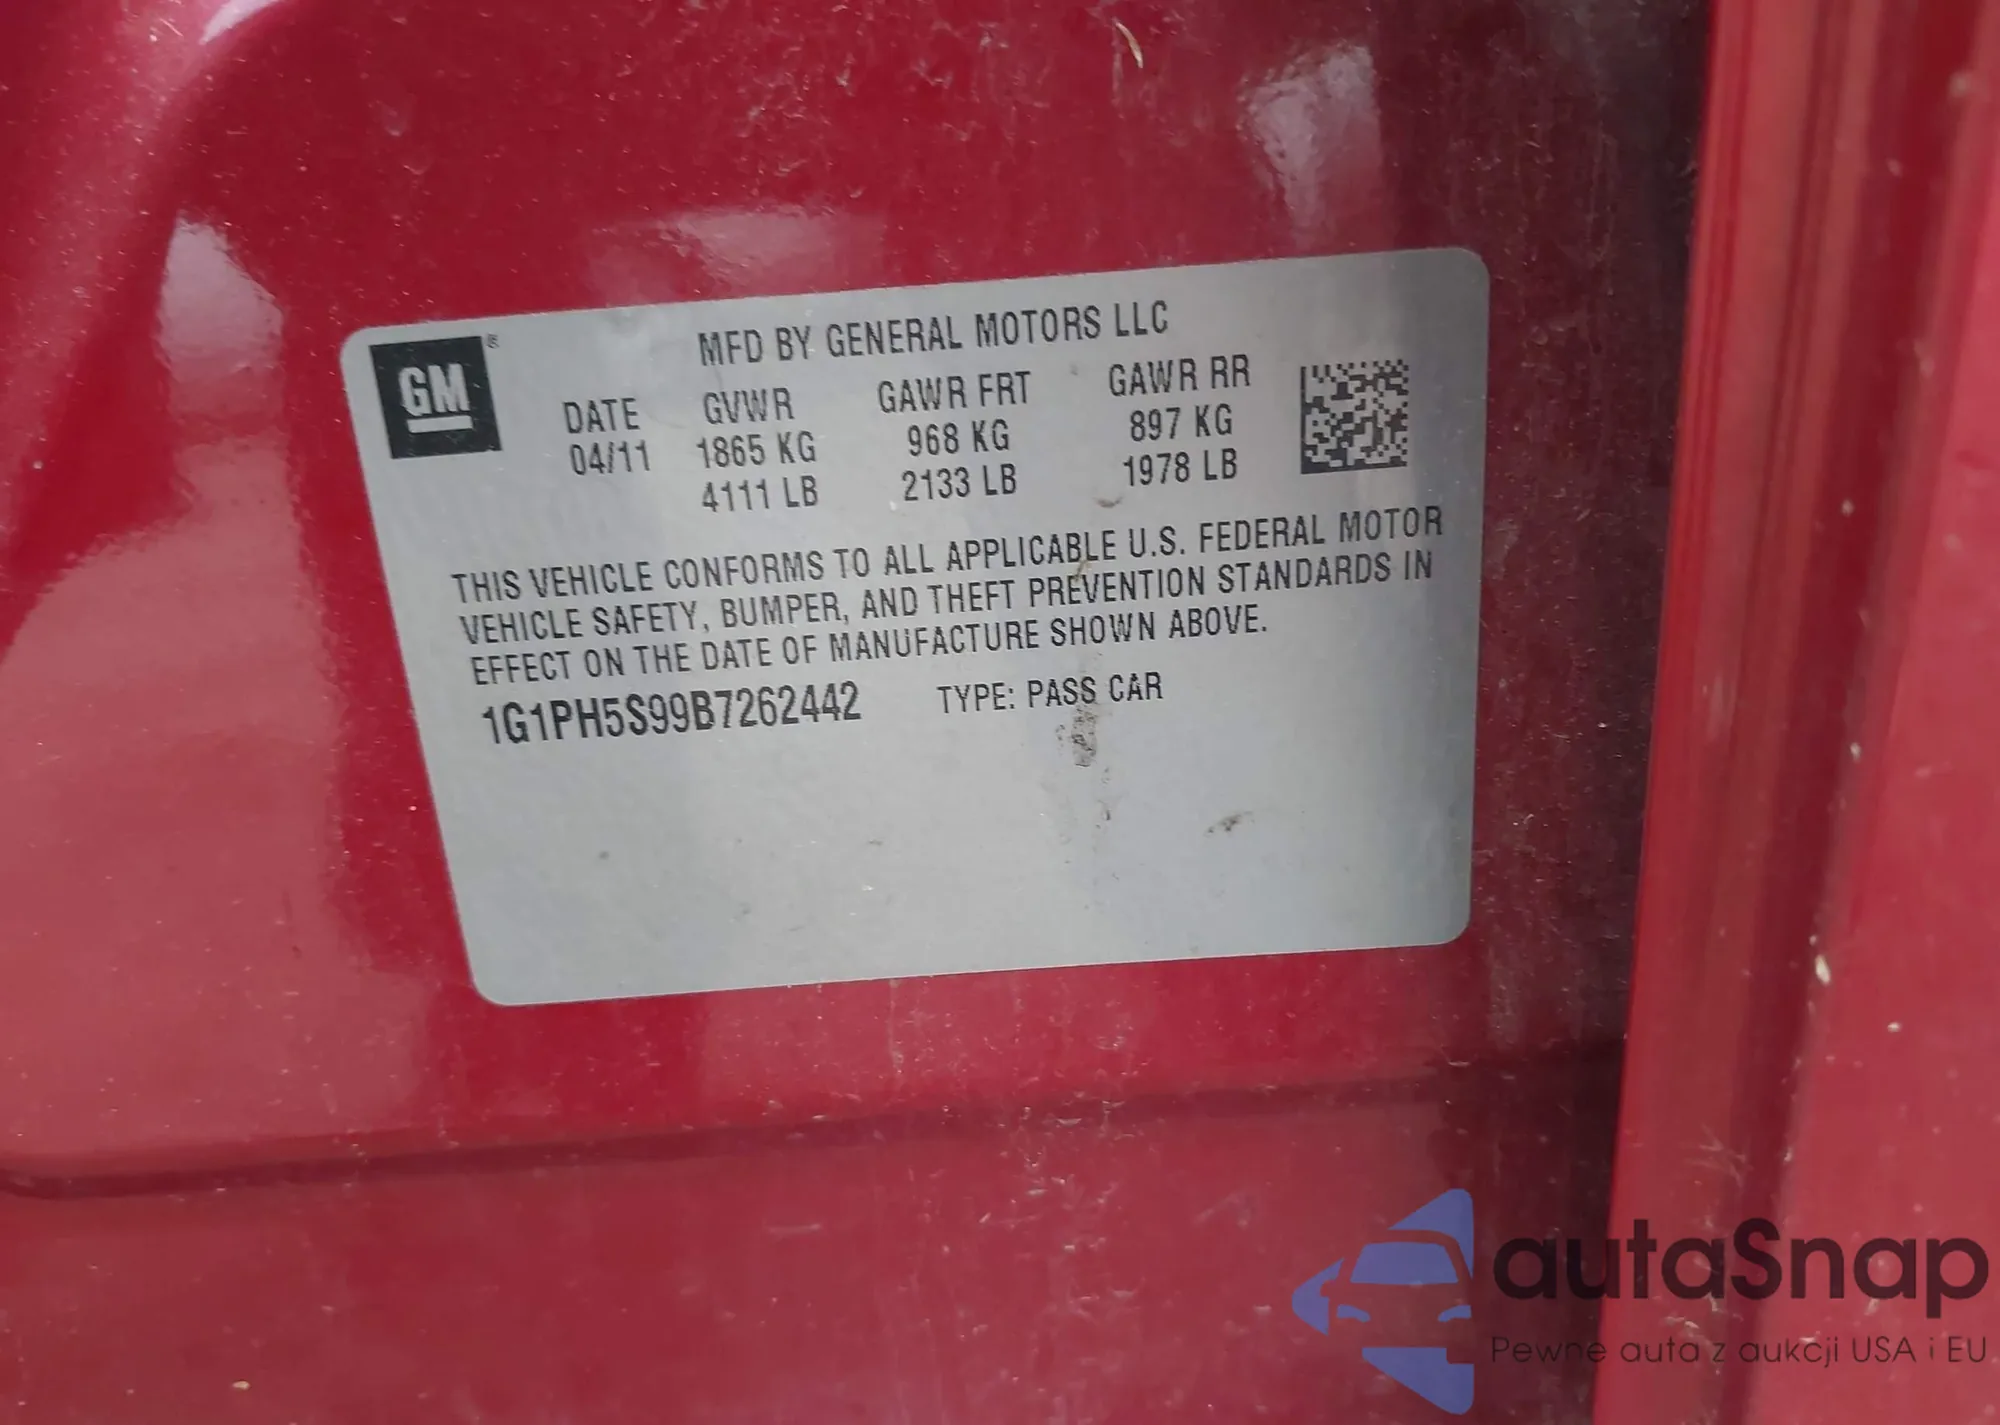 GM®
MFD BY GENERAL MOTORS LLC
DATE GVWR GAWR FRT GAWR RR
04/11 1865 KG 968 KG 897 KG
4111 LB 2133 LB 1978 LB
THIS VEHICLE CONFORMS TO ALL APPLICABLE U.S. FEDERAL MOTOR
VEHICLE SAFETY, BUMPER, AND THEFT PREVENTION STANDARDS IN
EFFECT ON THE DATE OF MANUFACTURE SHOWN ABOVE.
1G1PH5S99B7262442 TYPE: PASS CAR
autaSnap
Pewne auta z aukcji USA i EU